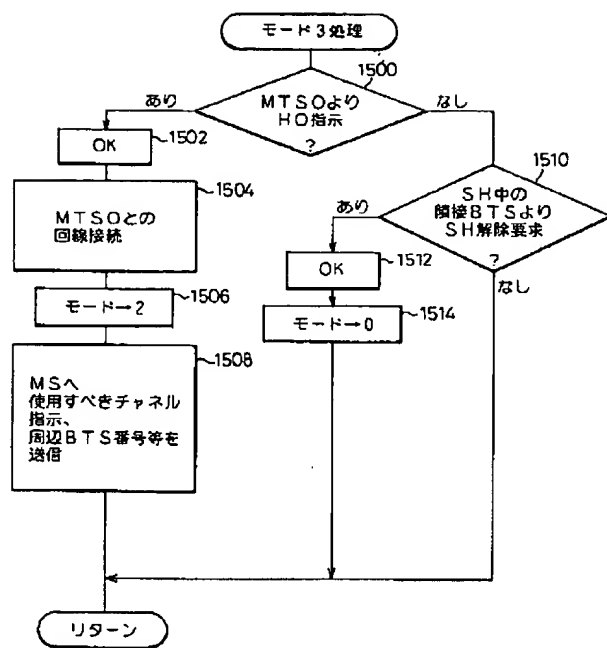 モード3処理
1500
MTSOより
HO指示
?
あり
なし
OK
1502
1504
MTSOとの
回線接続
モード→2
1506
1508
MSへ
使用すべきチャネル
指示、
周辺BTS番号等を
送信
1510
SH中の
隣接BTSより
SH解除要求
?
あり
なし
OK
1512
モード→0
1514
リターン